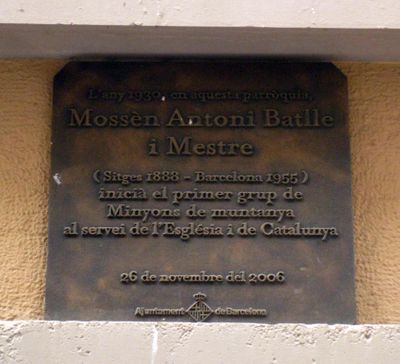 L'any 1930, en aquesta parròquia,
Mossèn Antoni Batlle
i Mestre
( Sitges 1888 - Barcelona 1955 )
inicià el primer grup de
Minyons de muntanya
al servei de l'Església i de Catalunya
26 de novembre del 2006
Ajuntament de Barcelona